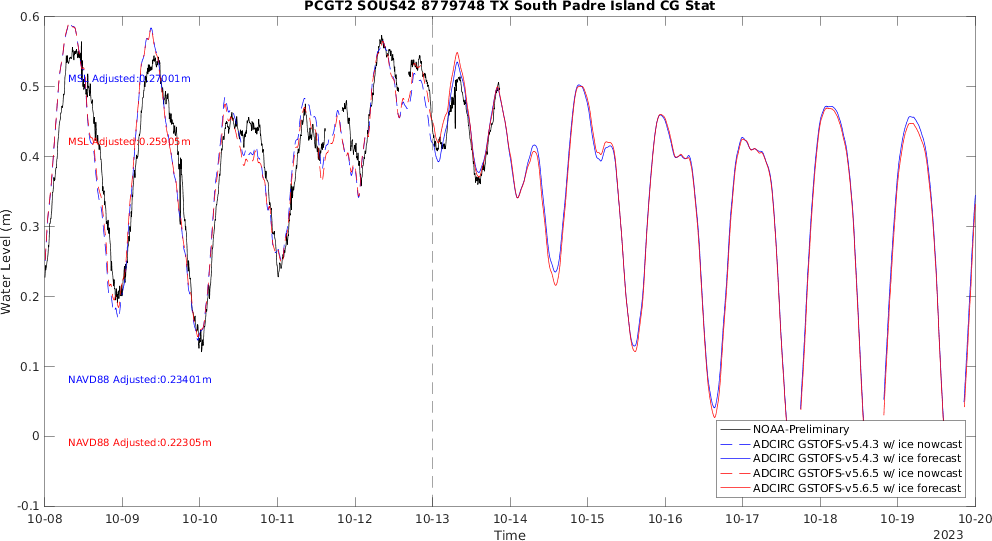 PCGT2 SOUS42 8779748 TX South Padre Island CG Stat
0.6
0.5
0.4
0.3
0.2
0.1
0
-0.1
Water Level (m)
MSL Adjusted:0.27001m
MSL Adjusted:0.25905m
NAVD88 Adjusted:0.23401m
NAVD88 Adjusted:0.22305m
NOAA-Preliminary
ADCIRC GSTOFS-v5.4.3 w/ ice nowcast
ADCIRC GSTOFS-v5.4.3 w/ ice forecast
ADCIRC GSTOFS-v5.6.5 w/ ice nowcast
ADCIRC GSTOFS-v5.6.5 w/ ice forecast
10-08 10-09 10-10 10-11 10-12 10-13 10-14 10-15 10-16 10-17 10-18 10-19 10-20
Time
2023